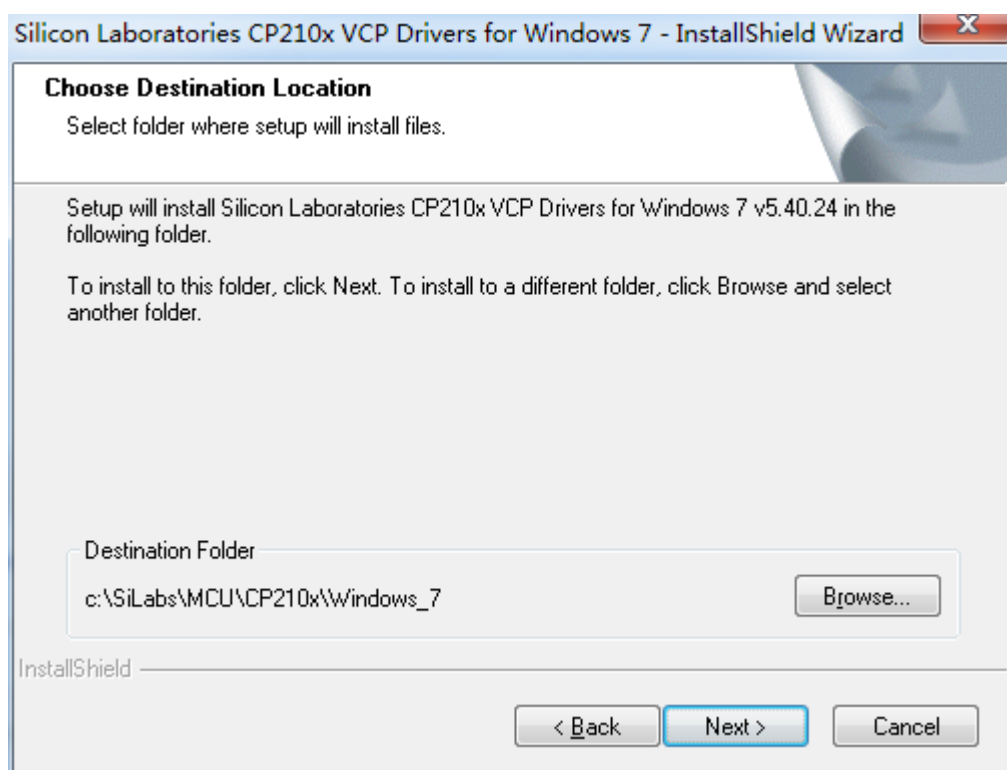 Silicon Laboratories CP210x VCP Drivers for Windows 7 - InstallShield Wizard
Choose Destination Location
Select folder where setup will install files.
Setup will install Silicon Laboratories CP210x VCP Drivers for Windows 7 v5.40.24 in the
following folder.
To install to this folder, click Next. To install to a different folder, click Browse and select
another folder.
Destination Folder
c:\SiLabs\MCU\CP210x\Windows_7
Browse...
InstallShield
< Back
Next >
Cancel